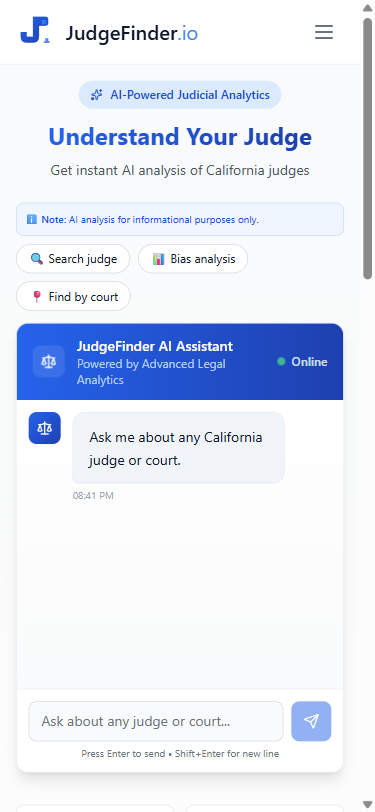 JudgeFinder.io
AI-Powered Judicial Analytics
Understand Your Judge
Get instant AI analysis of California judges
Note: AI analysis for informational purposes only.
Search judge
Bias analysis
Find by court
JudgeFinder AI Assistant
Powered by Advanced Legal
Analytics
Online
Ask me about any California
judge or court.
08:41 PM
Ask about any judge or court...
Press Enter to send • Shift+Enter for new line